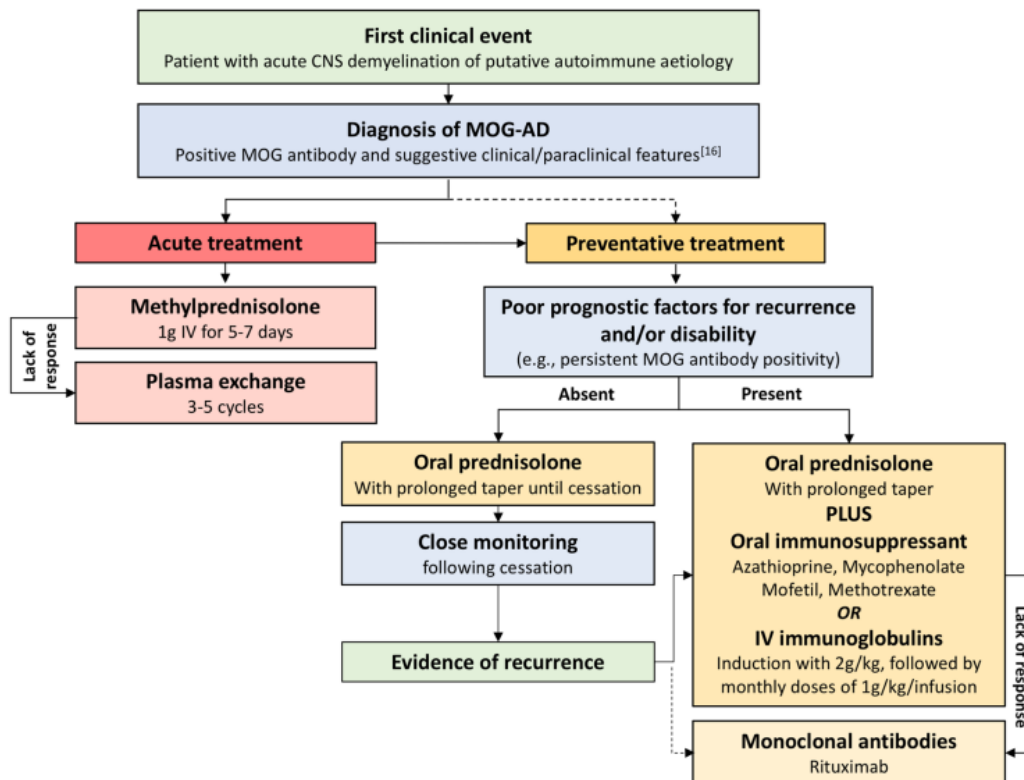 First clinical event
Patient with acute CNS demyelination of putative autoimmune aetiology
Diagnosis of MOG-AD
Positive MOG antibody and suggestive clinical/paraclinical features[16]
Acute treatment
Preventative treatment
Methylprednisolone
1g IV for 5-7 days
Lack of
response
Plasma exchange
3-5 cycles
Poor prognostic factors for recurrence
and/or disability
(e.g., persistent MOG antibody positivity)
Absent
Present
Oral prednisolone
With prolonged taper until cessation
Close monitoring
following cessation
Evidence of recurrence
Oral prednisolone
With prolonged taper
PLUS
Oral immunosuppressant
Azathioprine, Mycophenolate
Mofetil, Methotrexate
OR
IV immunoglobulins
Induction with 2g/kg, followed by
monthly doses of 1g/kg/infusion
Lack of response
Monoclonal antibodies
Rituximab